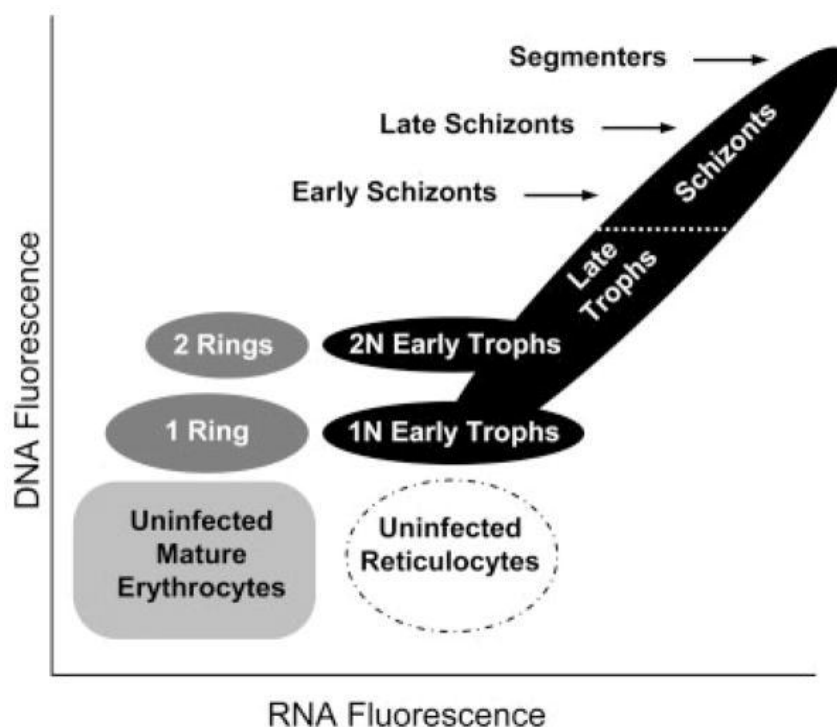 Segmenters
Late Schizonts
Early Schizonts
Schizonts
Late
Trophs
2 Rings
2N Early Trophs
1 Ring
1N Early Trophs
Uninfected
Mature
Erythrocytes
Uninfected
Reticulocytes
DNA Fluorescence
RNA Fluorescence